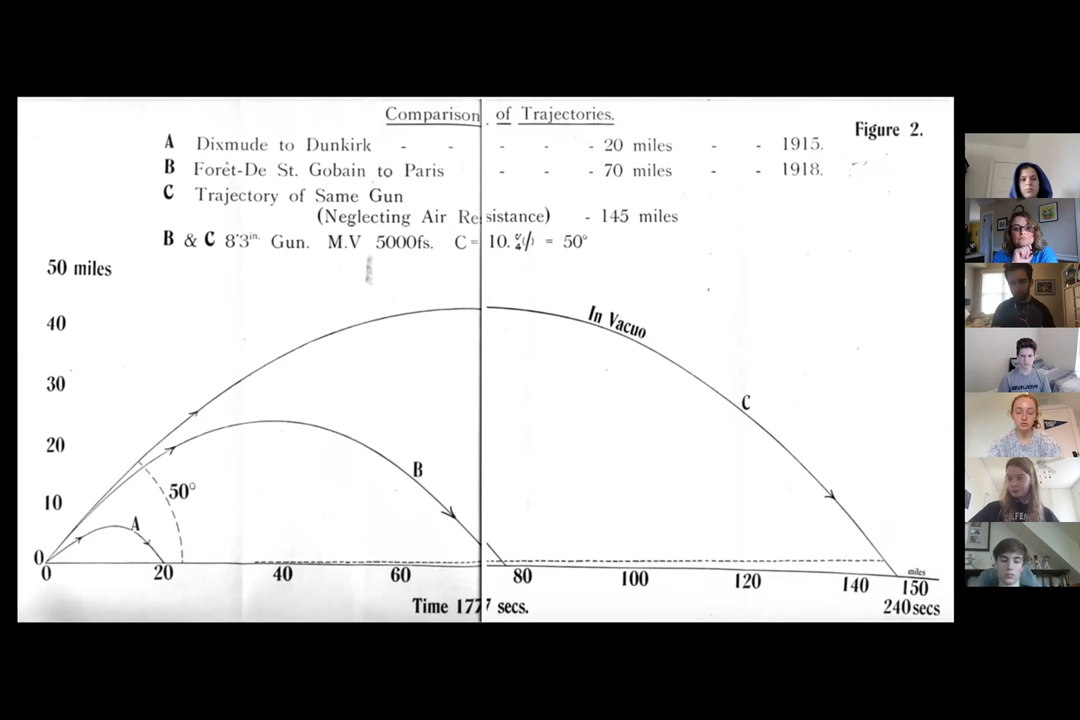 Comparison of Trajectories.
Figure 2.
A Dixmude to Dunkirk - - - - - 20 miles - - 1915.
B Forêt-De St. Gobain to Paris - - - 70 miles - - 1918.
C Trajectory of Same Gun
(Neglecting Air Resistance) - 145 miles
B & C 8'3in. Gun. M.V 5000fs. C = 10. = 50°
50 miles
40
In Vacuo
30
C
20
B
50°
10
A
0
0 20 40 60 80 100 120 140 150
miles
Time 1777 secs.
240secs